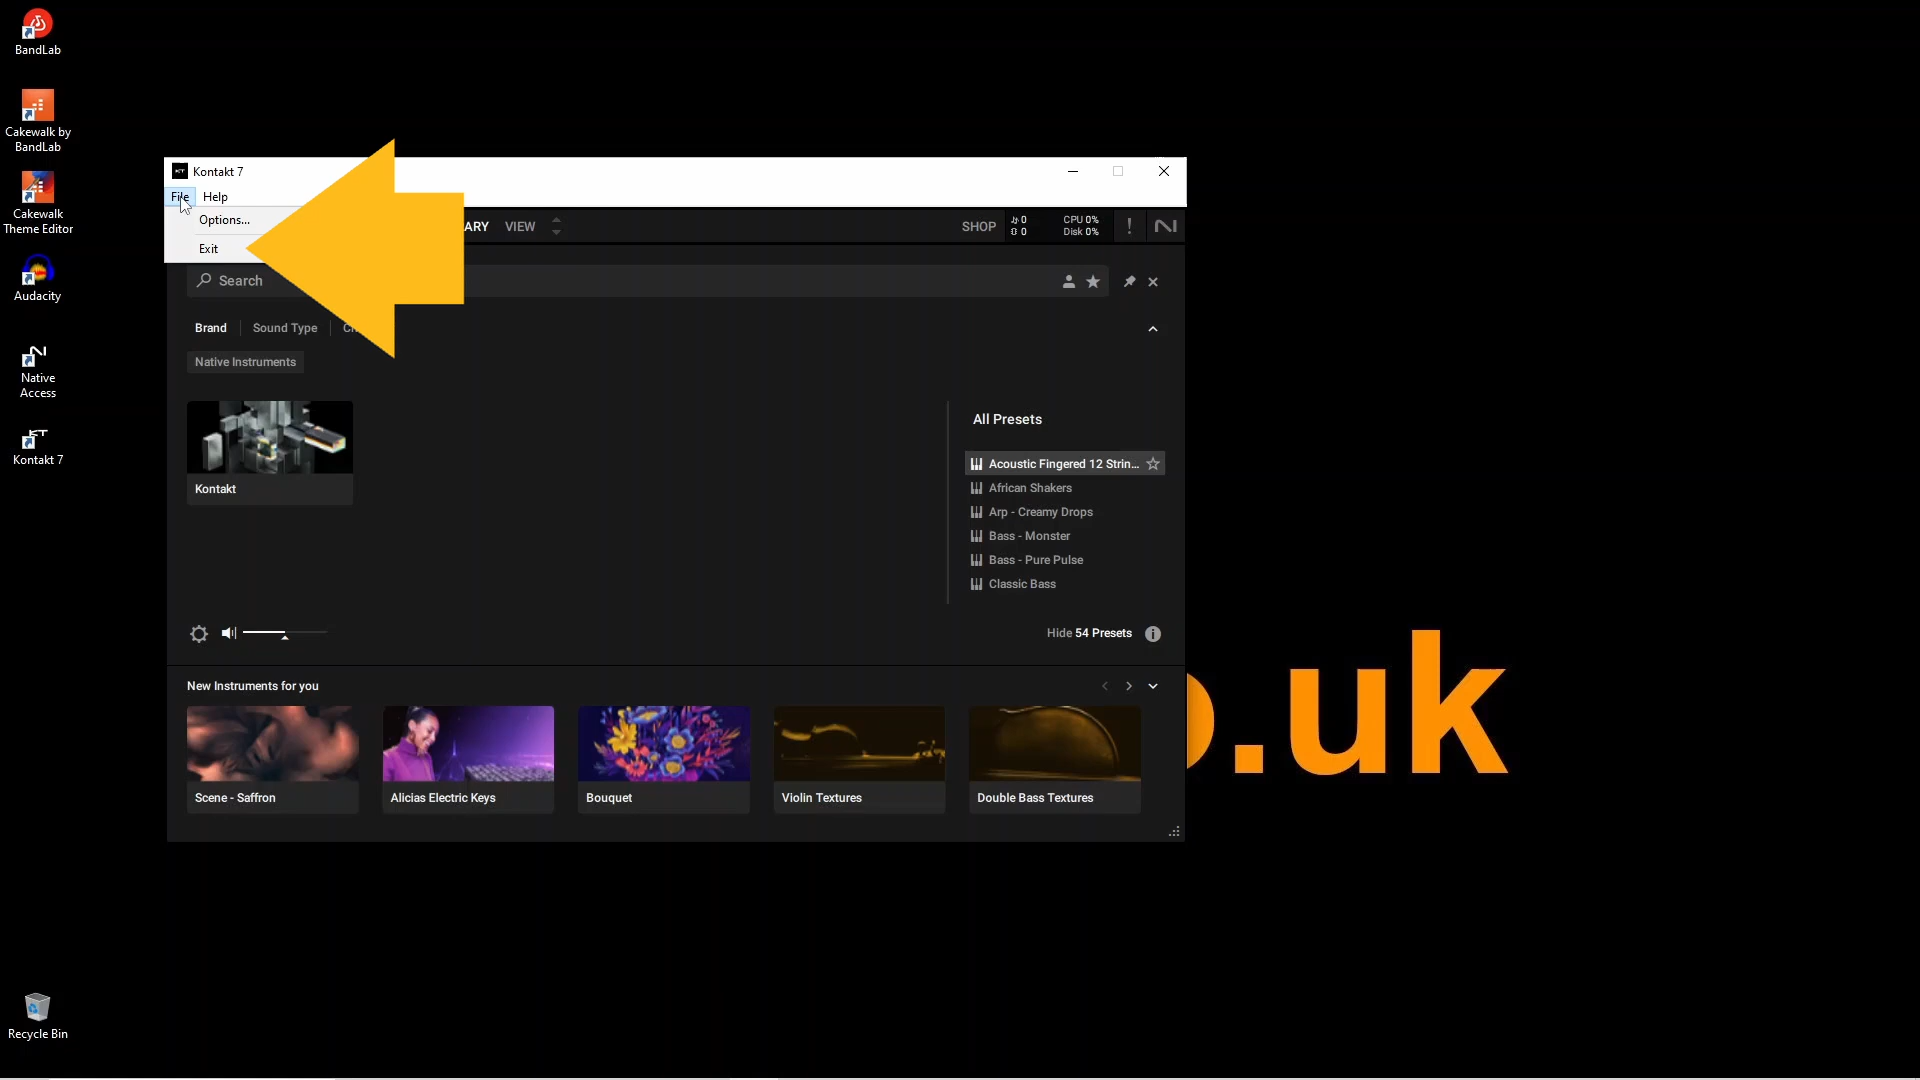 BandLab
Cakewalk by
BandLab
Cakewalk
Theme Editor
Audacity
Native
Access
Kontakt 7
Recycle Bin
Kontakt 7
File Help
Options...
Exit
ARY VIEW SHOP 0 CPU 0%
0 Disk 0%
Search
Brand Sound Type
Native Instruments
Kontakt
All Presets
Acoustic Fingered 12 Strin...
African Shakers
Arp - Creamy Drops
Bass - Monster
Bass - Pure Pulse
Classic Bass
Hide 54 Presets
New Instruments for you
Scene - Saffron
Alicias Electric Keys
Bouquet
Violin Textures
Double Bass Textures
o.uk